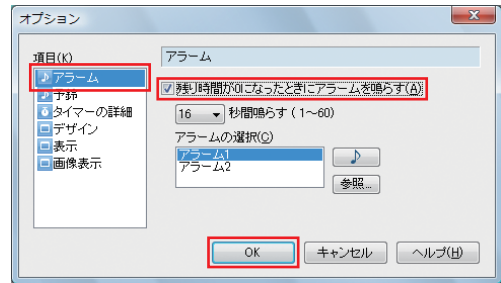 オプション
項目(K)
アラーム
予鈴
タイマーの詳細
デザイン
表示
画像表示
アラーム
残り時間が0になったときにアラームを鳴らす(A)
16 秒間鳴らす (1～60)
アラームの選択(C)
アラーム1
アラーム2
参照...
OK キャンセル ヘルプ(H)